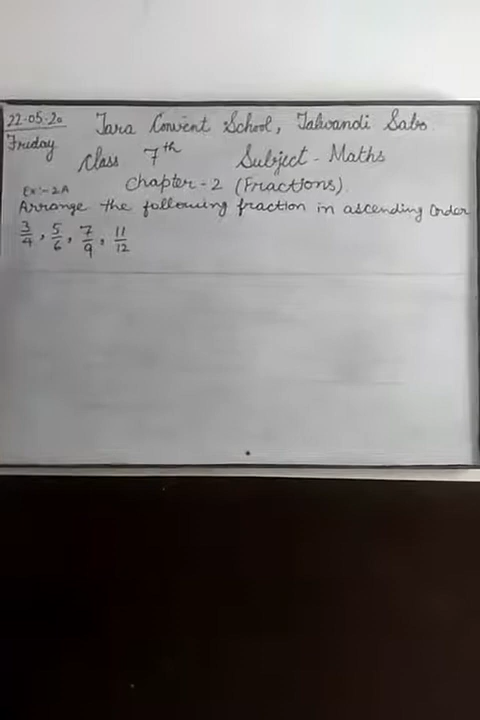 22-05-20 Tara Convent School, Talwandi Sabo.
Friday Class 7th Subject - Maths
Chapter-2 (Fractions).
Ex:-2A
Arrange the following fraction in ascending order
3/4, 5/6, 7/9, 11/12